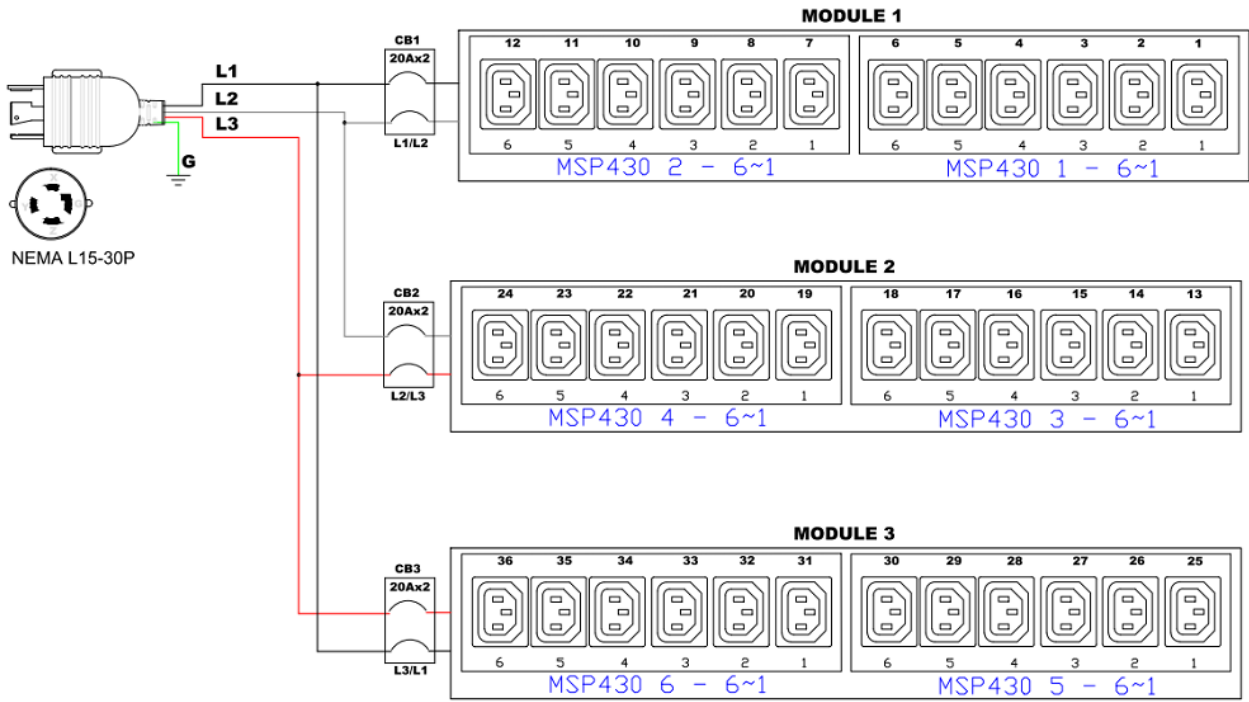 MODULE 1
CB1
20Ax2
L1/L2
12 11 10 9 8 7 6 5 4 3 2 1
6 5 4 3 2 1 6 5 4 3 2 1
MSP430 2 - 6~1 MSP430 1 - 6~1
L1
L2
L3
G
X
Y G
Z
NEMA L15-30P
MODULE 2
CB2
20Ax2
L2/L3
24 23 22 21 20 19 18 17 16 15 14 13
6 5 4 3 2 1 6 5 4 3 2 1
MSP430 4 - 6~1 MSP430 3 - 6~1
MODULE 3
CB3
20Ax2
L3/L1
36 35 34 33 32 31 30 29 28 27 26 25
6 5 4 3 2 1 6 5 4 3 2 1
MSP430 6 - 6~1 MSP430 5 - 6~1